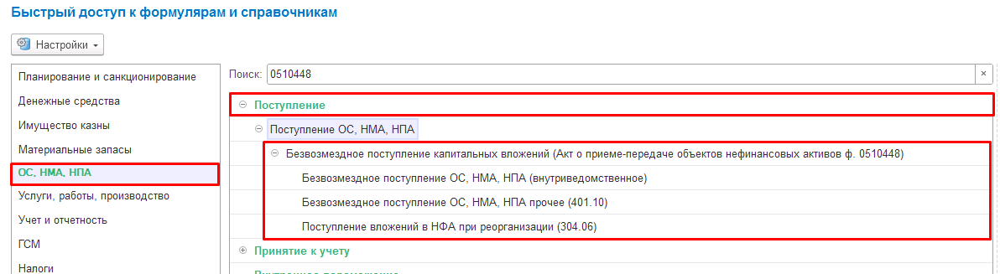 Быстрый доступ к формулярам и справочникам
Настройки
Планирование и санкционирование
Денежные средства
Имущество казны
Материальные запасы
ОС, НМА, НПА
Услуги, работы, производство
Учет и отчетность
ГСМ
Налоги
Поиск: 0510448 ×
Поступление
Поступление ОС, НМА, НПА
Безвозмездное поступление капитальных вложений (Акт о приеме-передаче объектов нефинансовых активов ф. 0510448)
Безвозмездное поступление ОС, НМА, НПА (внутриведомственное)
Безвозмездное поступление ОС, НМА, НПА прочее (401.10)
Поступление вложений в НФА при реорганизации (304.06)
Принятие к учету
Внутреннее перемещение